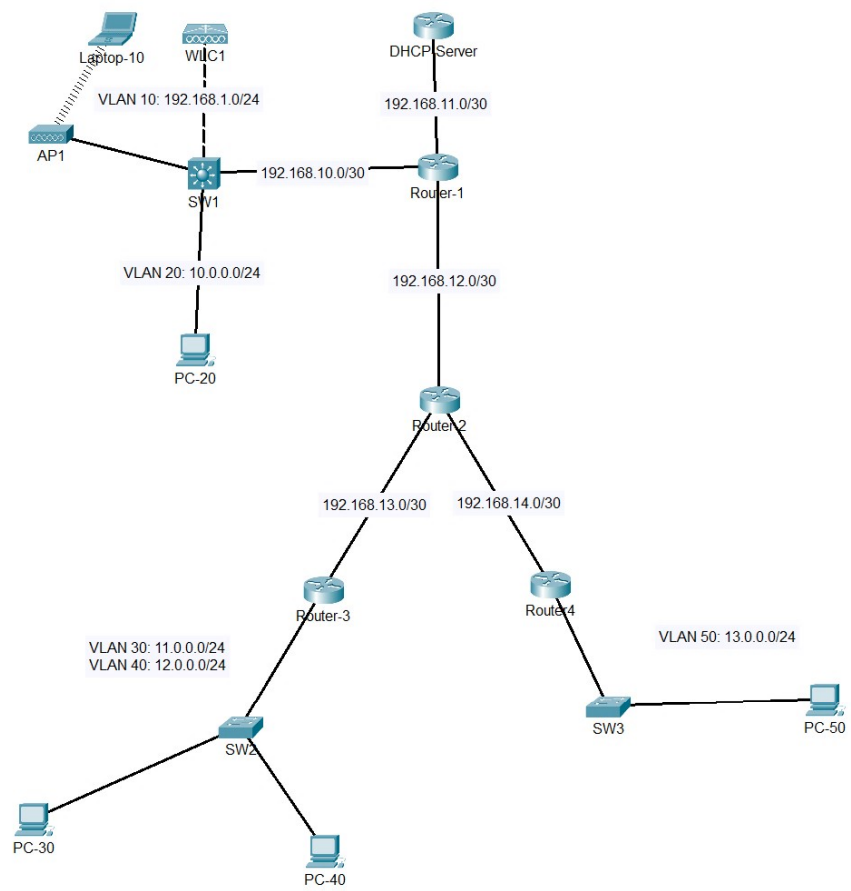 Laptop-10
WLC1
DHCP-Server
VLAN 10: 192.168.1.0/24
192.168.11.0/30
AP1
SW1
192.168.10.0/30
Router-1
VLAN 20: 10.0.0.0/24
192.168.12.0/30
PC-20
Router-2
192.168.13.0/30
192.168.14.0/30
Router-3
Router4
VLAN 30: 11.0.0.0/24
VLAN 40: 12.0.0.0/24
VLAN 50: 13.0.0.0/24
SW2
SW3
PC-50
PC-30
PC-40